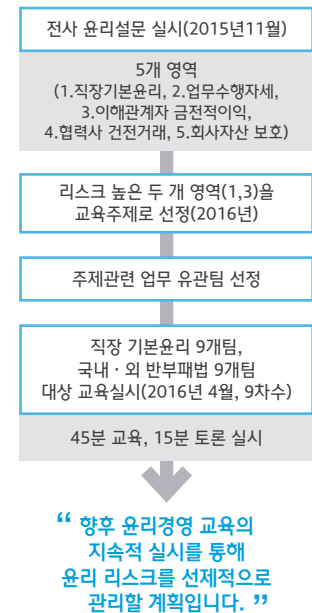 전사 윤리설문 실시(2015년11월)
5개 영역
(1.직장기본윤리, 2.업무수행자세,
3.이해관계자 금전적이익,
4.협력사 건전거래, 5.회사자산 보호)
리스크 높은 두 개 영역(1,3)을
교육주제로 선정(2016년)
주제관련 업무 유관팀 선정
직장 기본윤리 9개팀,
국내 · 외 반부패법 9개팀
대상 교육실시(2016년 4월, 9차수)
45분 교육, 15분 토론 실시
“ 향후 윤리경영 교육의
지속적 실시를 통해
윤리 리스크를 선제적으로
관리할 계획입니다. ”